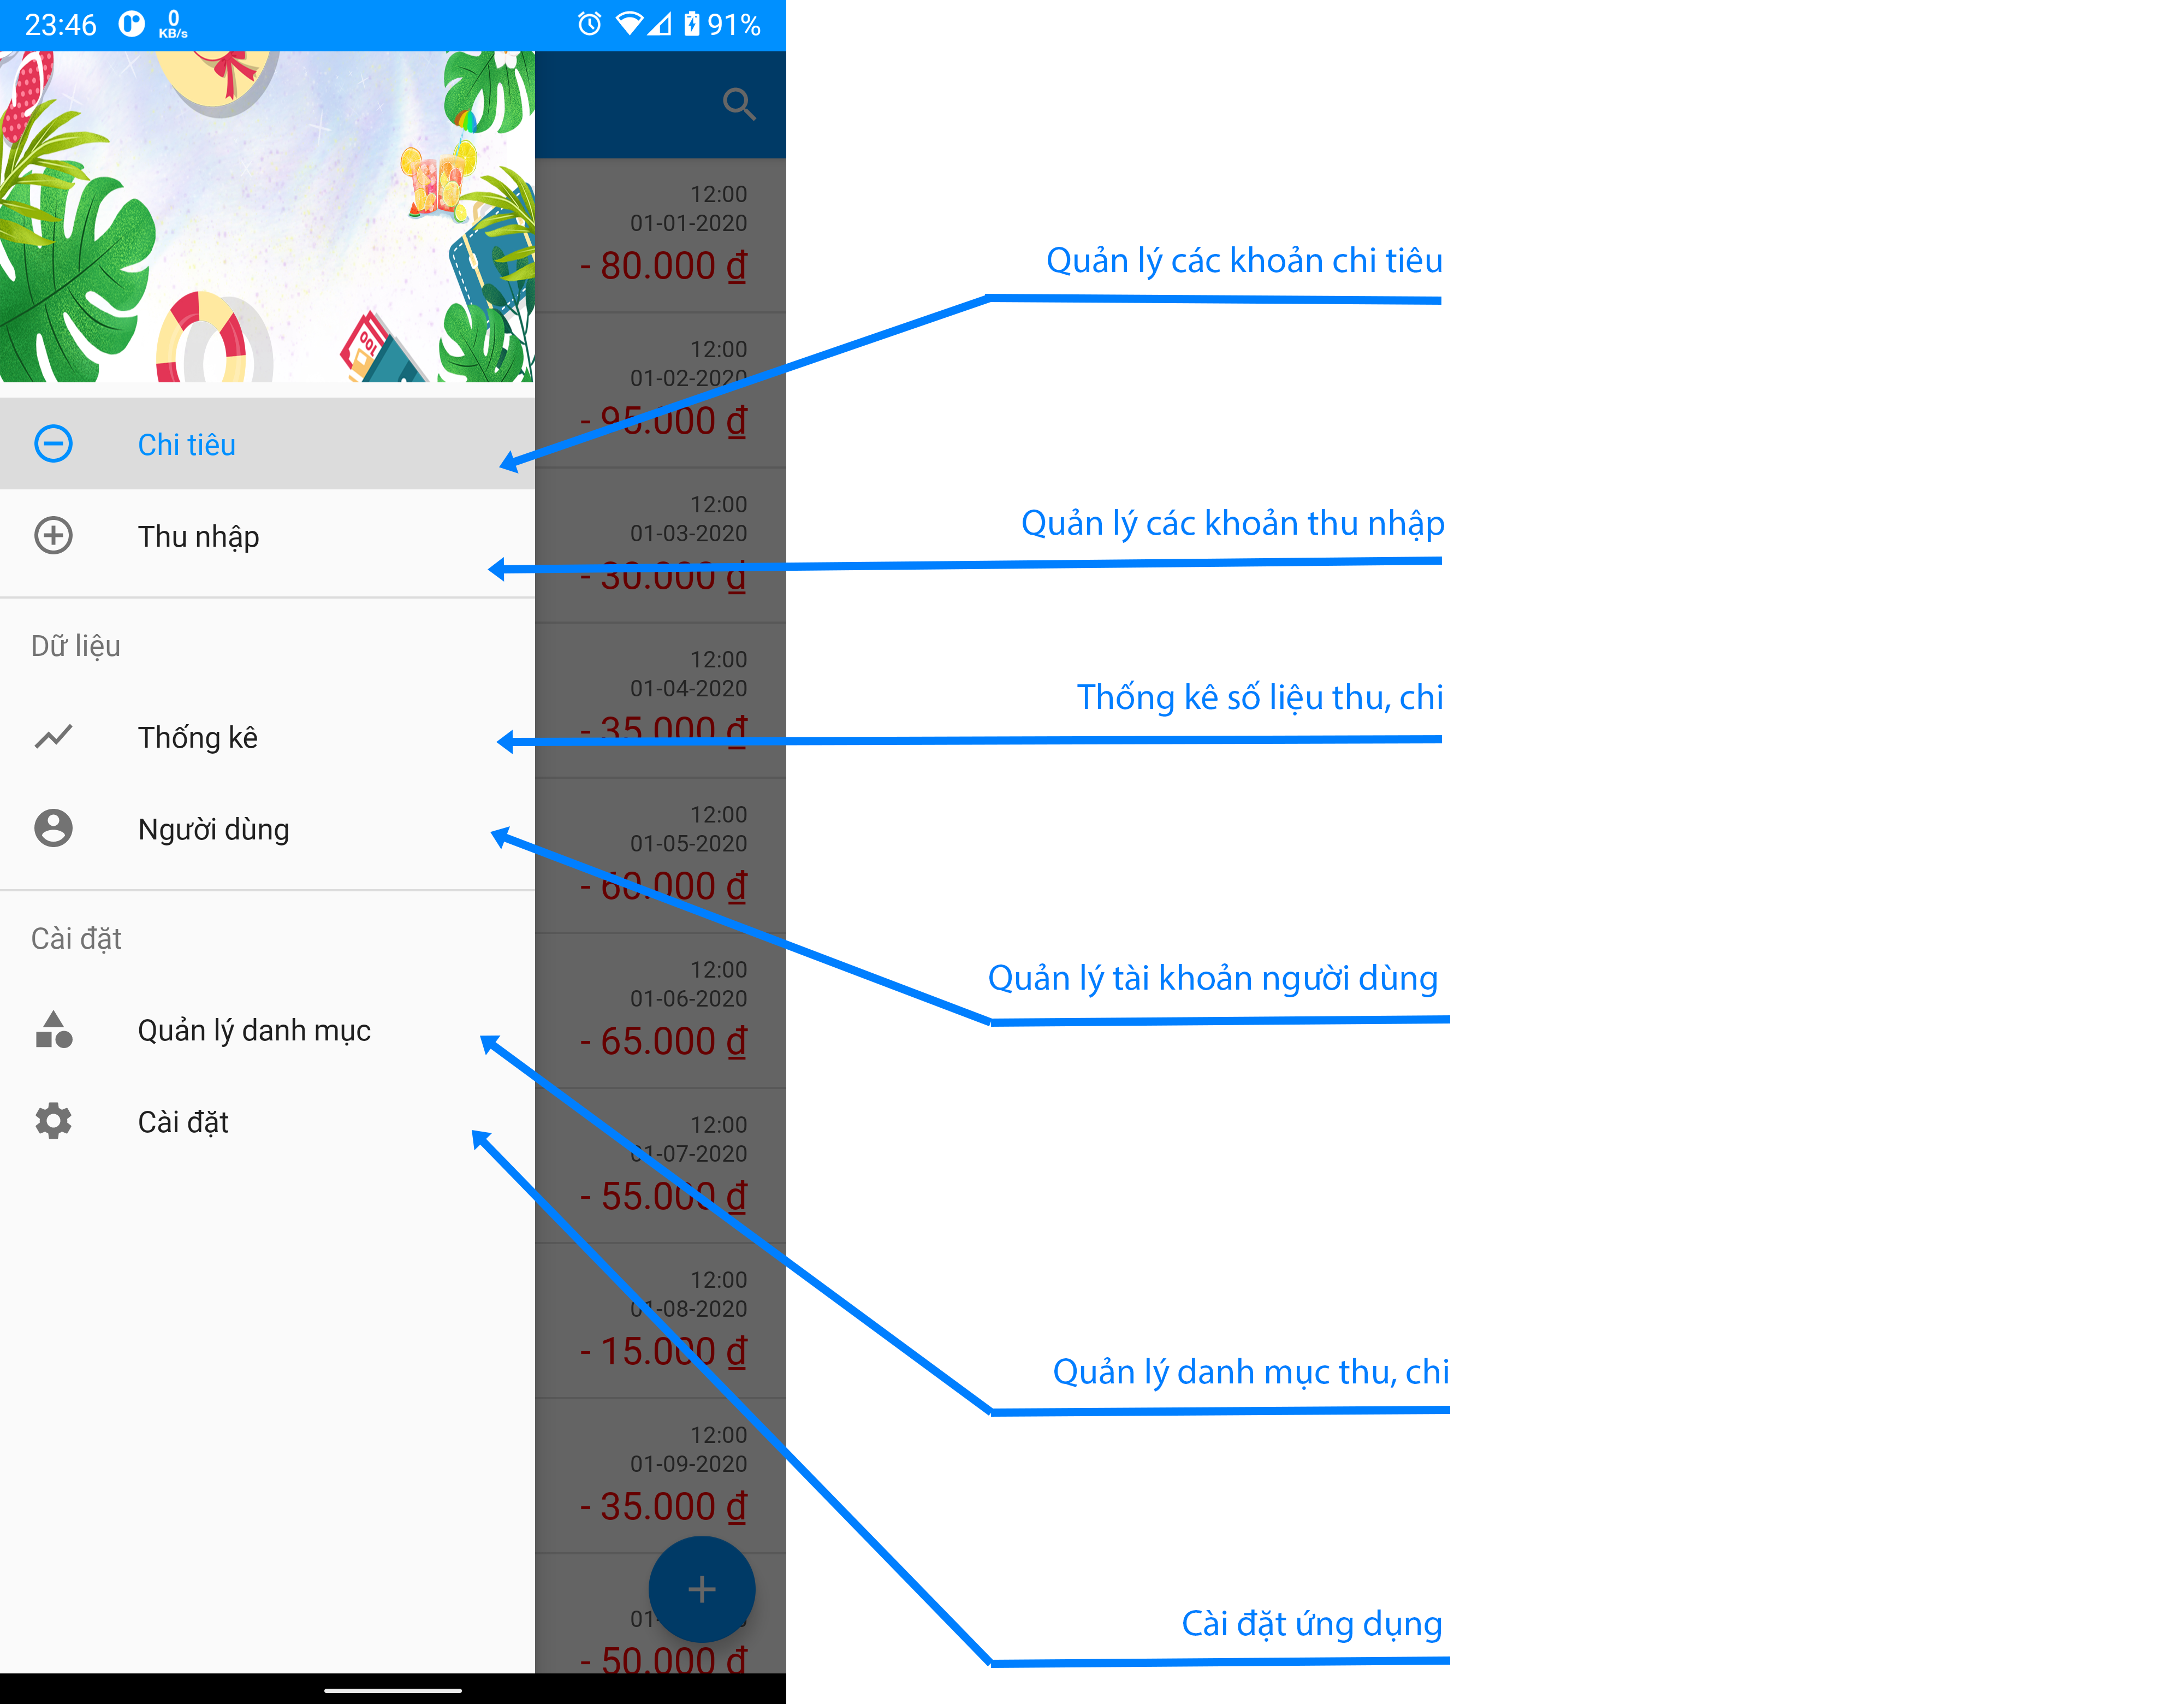 23:46
0
KB/s
91%
100
Chi tiêu
Thu nhập
Dữ liệu
Thống kê
Người dùng
Cài đặt
Quản lý danh mục
Cài đặt
12:00
01-01-2020
- 80.000 ₫
12:00
01-02-2020
- 95.000 ₫
12:00
01-03-2020
- 30.000 ₫
12:00
01-04-2020
- 35.000 ₫
12:00
01-05-2020
- 60.000 ₫
12:00
01-06-2020
- 65.000 ₫
12:00
01-07-2020
- 55.000 ₫
12:00
01-08-2020
- 15.000 ₫
12:00
01-09-2020
- 35.000 ₫
- 50.000 ₫
Quản lý các khoản chi tiêu
Quản lý các khoản thu nhập
Thống kê số liệu thu, chi
Quản lý tài khoản người dùng
Quản lý danh mục thu, chi
Cài đặt ứng dụng